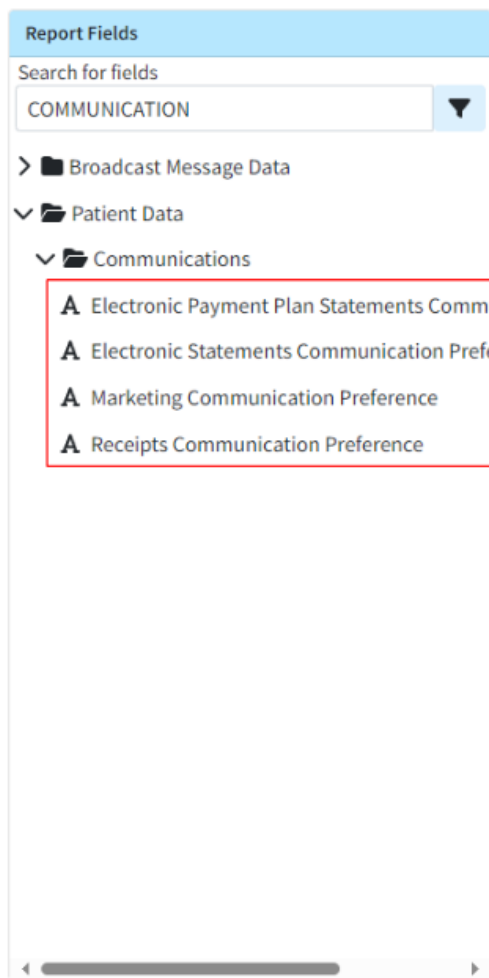 Report Fields
Search for fields
COMMUNICATION
Broadcast Message Data
Patient Data
Communications
Electronic Payment Plan Statements Comm
Electronic Statements Communication Pref
Marketing Communication Preference
Receipts Communication Preference